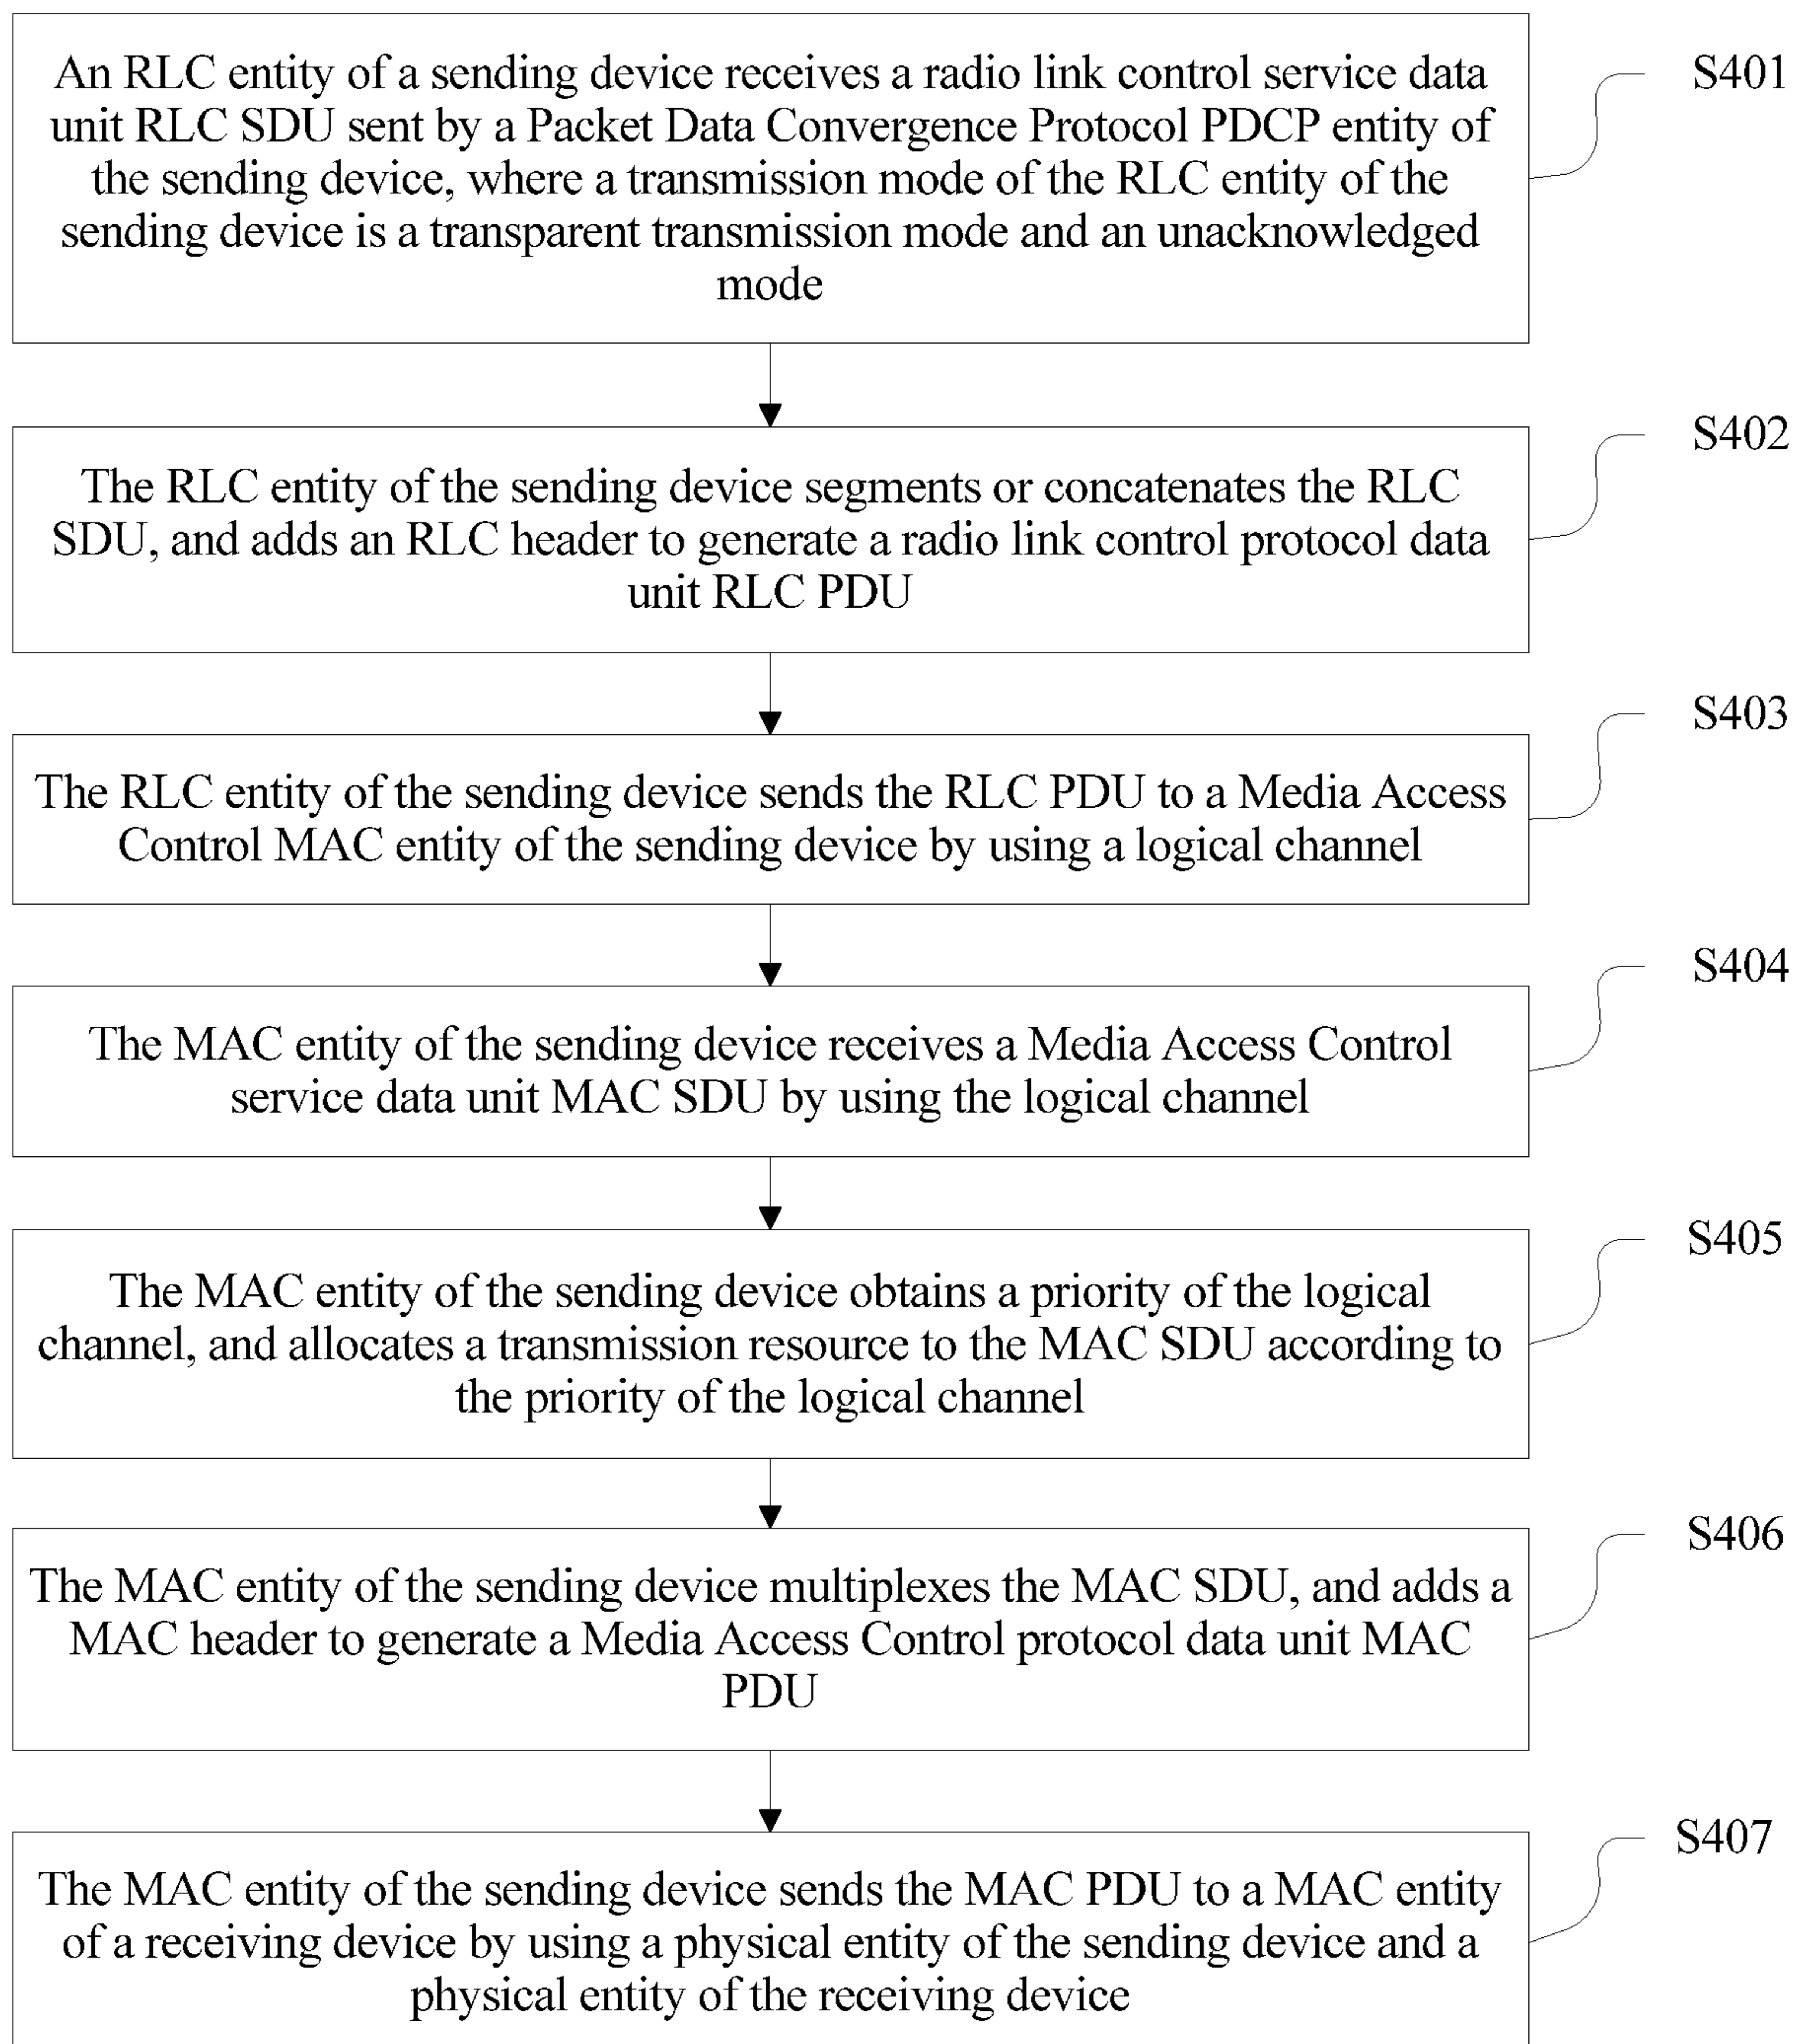 An RLC entity of a sending device receives a radio link control service data
unit RLC SDU sent by a Packet Data Convergence Protocol PDCP entity of
the sending device, where a transmission mode of the RLC entity of the
sending device is a transparent transmission mode and an unacknowledged
mode
S401
The RLC entity of the sending device segments or concatenates the RLC
SDU, and adds an RLC header to generate a radio link control protocol data
unit RLC PDU
S402
The RLC entity of the sending device sends the RLC PDU to a Media Access
Control MAC entity of the sending device by using a logical channel
S403
The MAC entity of the sending device receives a Media Access Control
service data unit MAC SDU by using the logical channel
S404
The MAC entity of the sending device obtains a priority of the logical
channel, and allocates a transmission resource to the MAC SDU according to
the priority of the logical channel
S405
The MAC entity of the sending device multiplexes the MAC SDU, and adds a
MAC header to generate a Media Access Control protocol data unit MAC
PDU
S406
The MAC entity of the sending device sends the MAC PDU to a MAC entity
of a receiving device by using a physical entity of the sending device and a
physical entity of the receiving device
S407